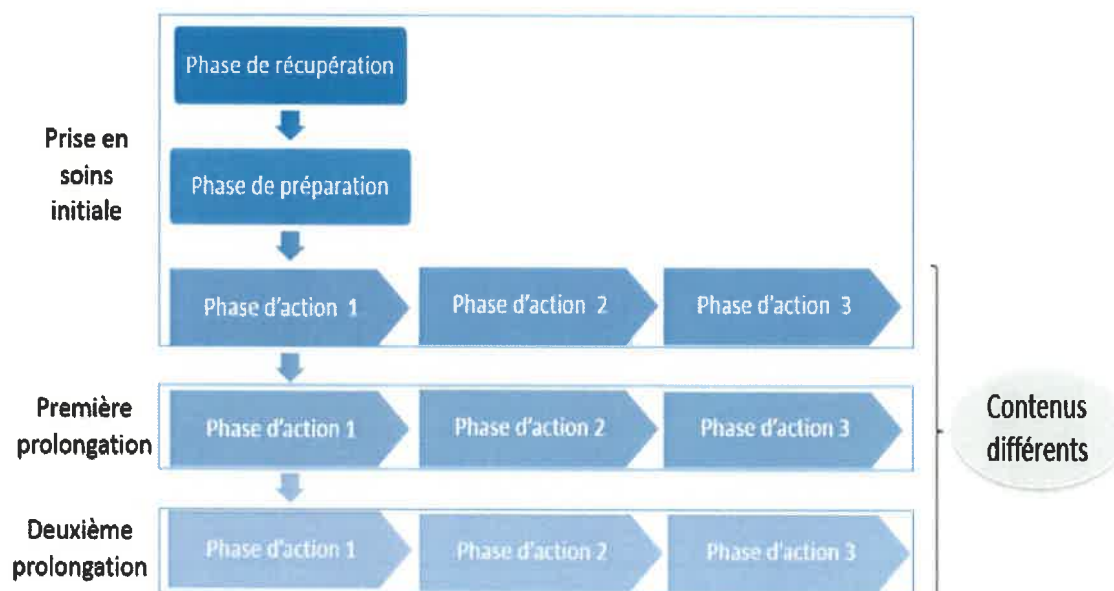 Prise en
soins
initiale
Phase de récupération
Phase de préparation
Phase d'action 1
Phase d'action 2
Phase d'action 3
Première
prolongation
Phase d'action 1
Phase d'action 2
Phase d'action 3
Deuxième
prolongation
Phase d'action 1
Phase d'action 2
Phase d'action 3
Contenus
différents